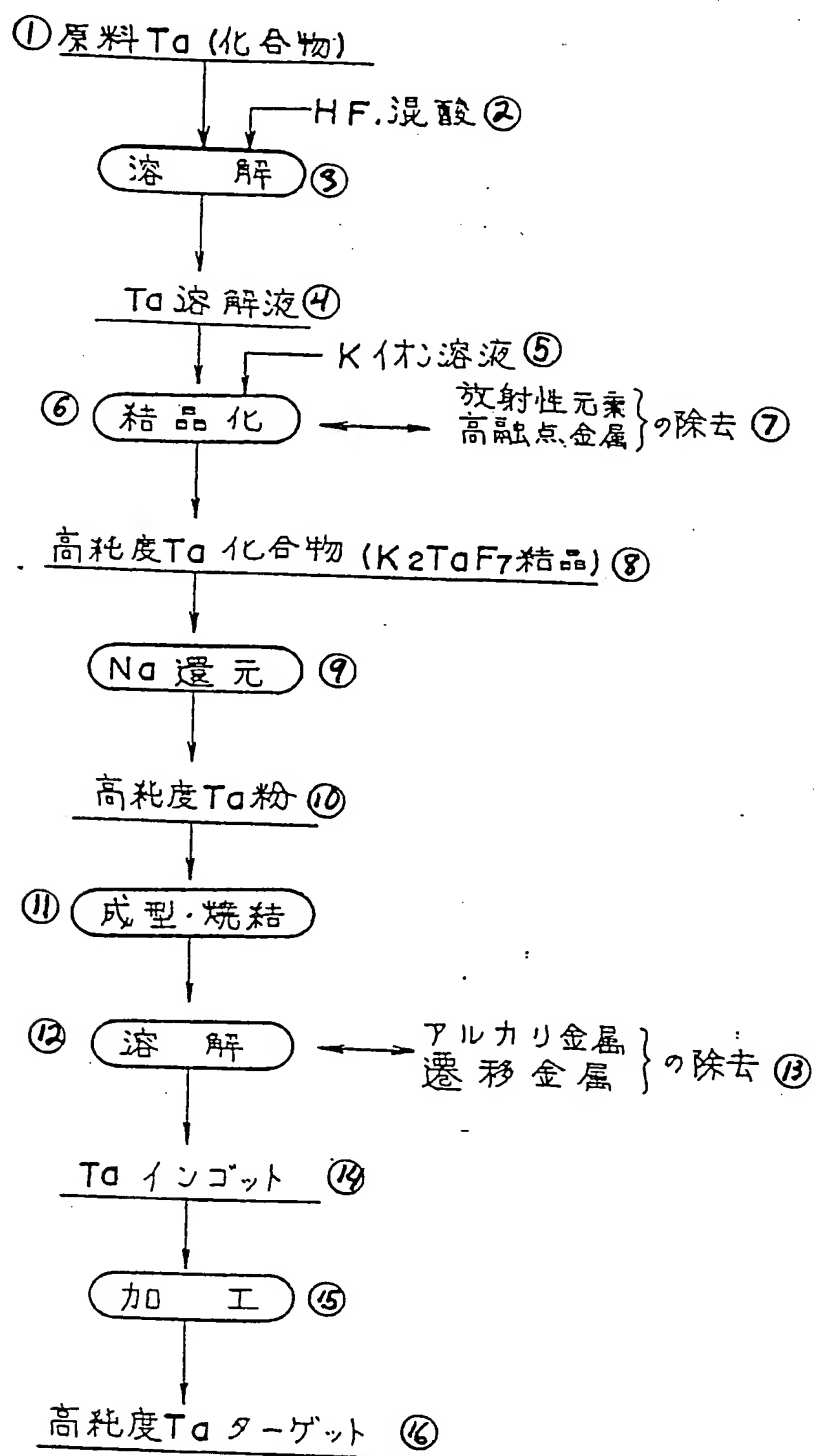 ① 原料Ta (化合物)
HF.混酸 ②
溶 解 ③
Ta溶解液 ④
Kイオン溶液 ⑤
⑥ 結晶化
放射性元素
高融点金属 } の除去 ⑦
高純度Ta化合物 (K2TaF7結晶) ⑧
Na 還元 ⑨
高純度Ta粉 ⑩
⑪ 成型・焼結
⑫ 溶 解
アルカリ金属
遷移金属 } の除去 ⑬
Ta インゴット ⑭
加 工 ⑮
高純度Ta ターゲット ⑯